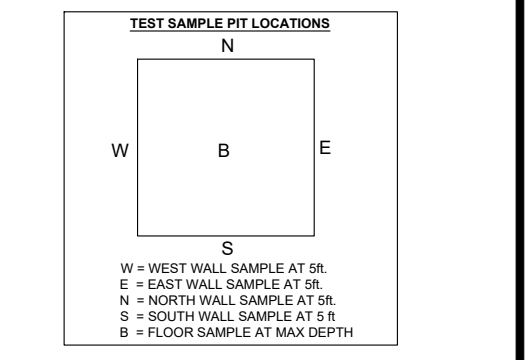 TEST SAMPLE PIT LOCATIONS
N
W B E
S
W = WEST WALL SAMPLE AT 5ft.
E = EAST WALL SAMPLE AT 5ft.
N = NORTH WALL SAMPLE AT 5ft.
S = SOUTH WALL SAMPLE AT 5 ft
B = FLOOR SAMPLE AT MAX DEPTH